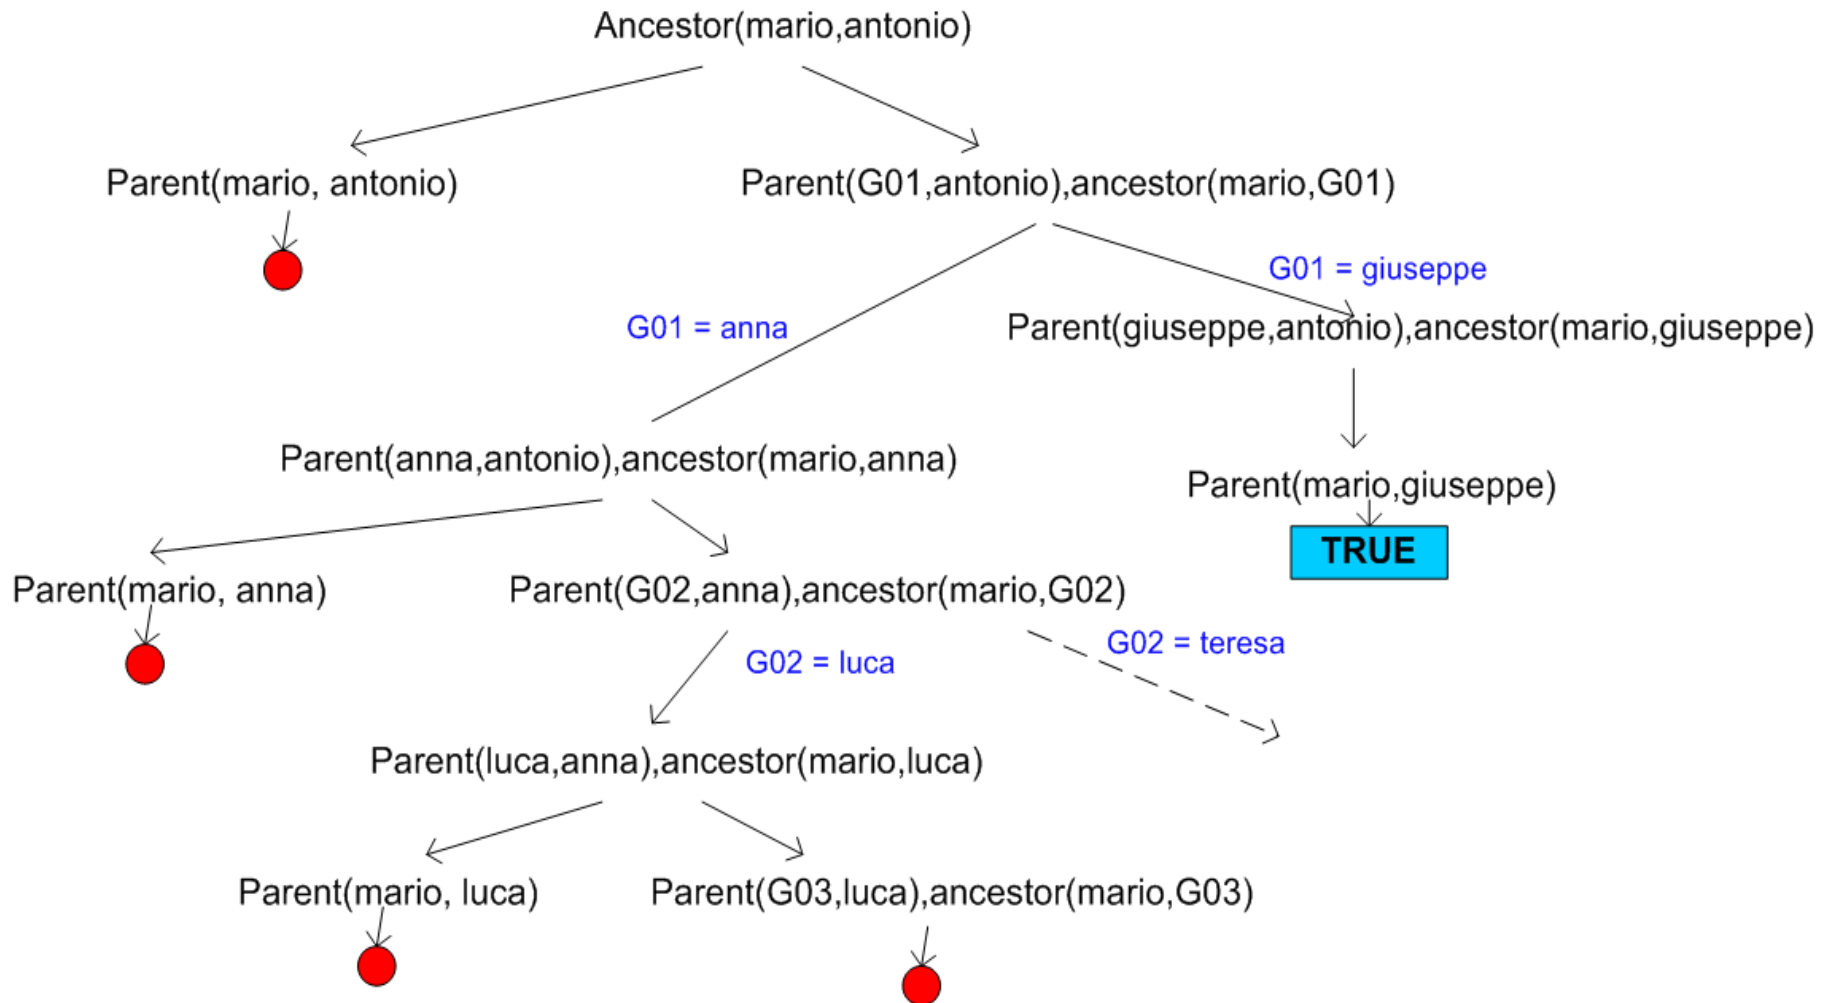 Ancestor(mario,antonio)
Parent(mario, antonio)
Parent(G01,antonio),ancestor(mario,G01)
G01 = giuseppe
G01 = anna
Parent(giuseppe,antonio),ancestor(mario,giuseppe)
Parent(anna,antonio),ancestor(mario,anna)
Parent(mario,giuseppe)
TRUE
Parent(mario, anna)
Parent(G02,anna),ancestor(mario,G02)
G02 = teresa
G02 = luca
Parent(luca,anna),ancestor(mario,luca)
Parent(mario, luca)
Parent(G03,luca),ancestor(mario,G03)